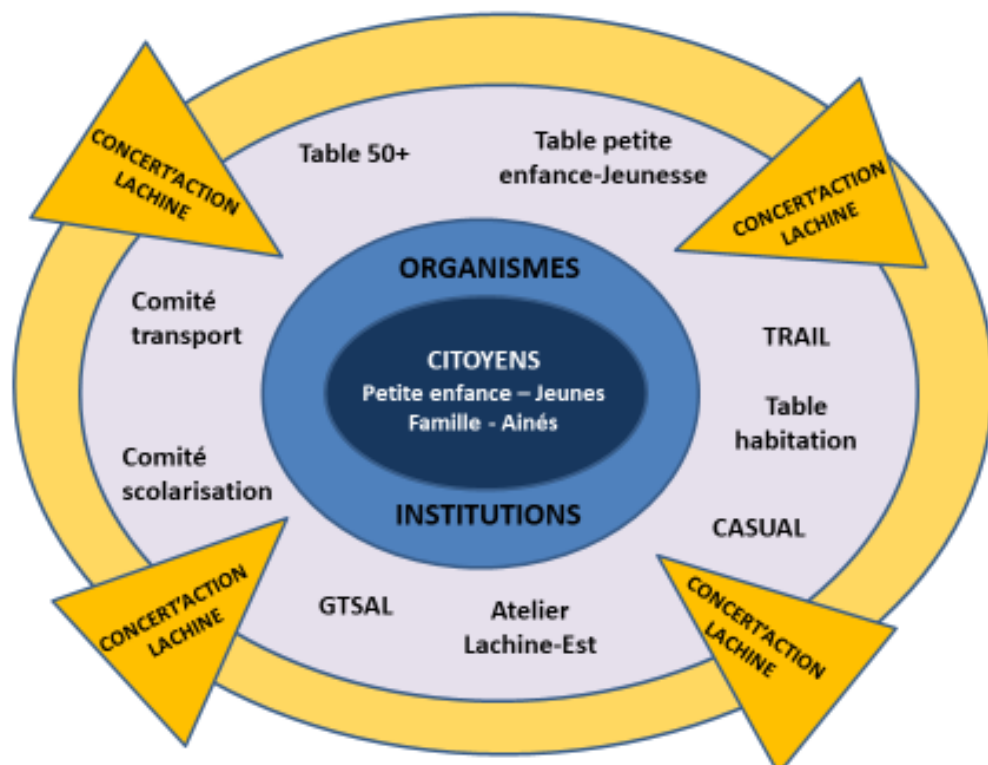 CONCERT'ACTION
LACHINE
Table 50+
Table petite
enfance-Jeunesse
CONCERT'ACTION
LACHINE
ORGANISMES
Comité
transport
TRAIL
CITOYENS
Petite enfance – Jeunes
Famille - Ainés
Table
habitation
Comité
scolarisation
INSTITUTIONS
CASUAL
CONCERT'ACTION
LACHINE
GTSAL
Atelier
Lachine-Est
CONCERT'ACTION
LACHINE